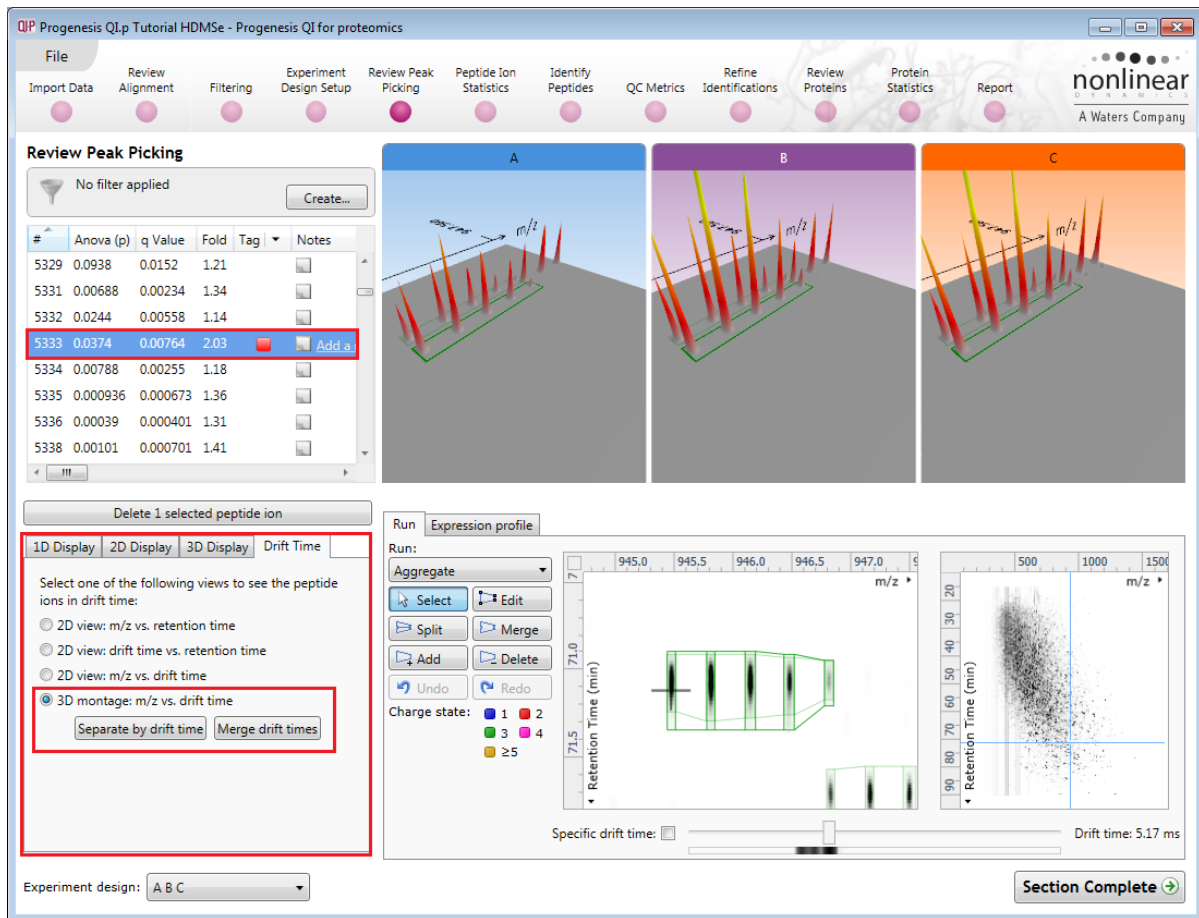 QIP Progenesis QI.p Tutorial HDMSe - Progenesis QI for proteomics
File
Import Data
Review Alignment
Filtering
Experiment Design Setup
Review Peak Picking
Peptide Ion Statistics
Identify Peptides
QC Metrics
Refine Identifications
Review Proteins
Protein Statistics
Report
nonlinear
DYNAMICS
A Waters Company
Review Peak Picking
No filter applied
Create...
# Anova (p) q Value Fold Tag Notes
5329 0.0938 0.0152 1.21
5331 0.00688 0.00234 1.34
5332 0.0244 0.00558 1.14
5333 0.0374 0.00764 2.03 Add a
5334 0.00788 0.00255 1.18
5335 0.000936 0.000673 1.36
5336 0.00039 0.000401 1.31
5338 0.00101 0.000701 1.41
A
m/z
B
m/z
C
m/z
Delete 1 selected peptide ion
1D Display 2D Display 3D Display Drift Time
Select one of the following views to see the peptide
ions in drift time:
2D view: m/z vs. retention time
2D view: drift time vs. retention time
2D view: m/z vs. drift time
3D montage: m/z vs. drift time
Separate by drift time Merge drift times
Run Expression profile
Run:
Aggregate
Select Edit
Split Merge
Add Delete
Undo Redo
Charge state: 1 2
3 4
≥5
945.0 945.5 946.0 946.5 947.0
m/z
71.0
71.5
Retention Time (min)
500 1000 1500
m/z
20
30
40
50
60
70
80
90
Retention Time (min)
Specific drift time:
Drift time: 5.17 ms
Experiment design: A B C
Section Complete